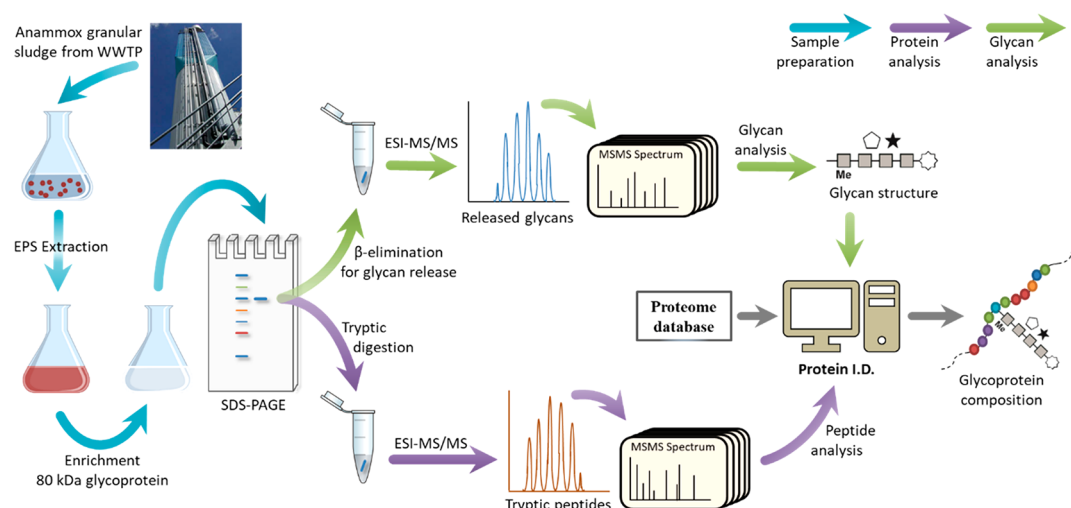 Anammox granular
sludge from WWTP
Sample
preparation
Protein
analysis
Glycan
analysis
EPS Extraction
Enrichment
80 kDa glycoprotein
SDS-PAGE
β-elimination
for glycan release
Tryptic
digestion
ESI-MS/MS
Released glycans
MSMS Spectrum
Glycan
analysis
Me
Glycan structure
Proteome
database
Protein I.D.
Me
Glycoprotein
composition
ESI-MS/MS
Tryptic peptides
MSMS Spectrum
Peptide
analysis